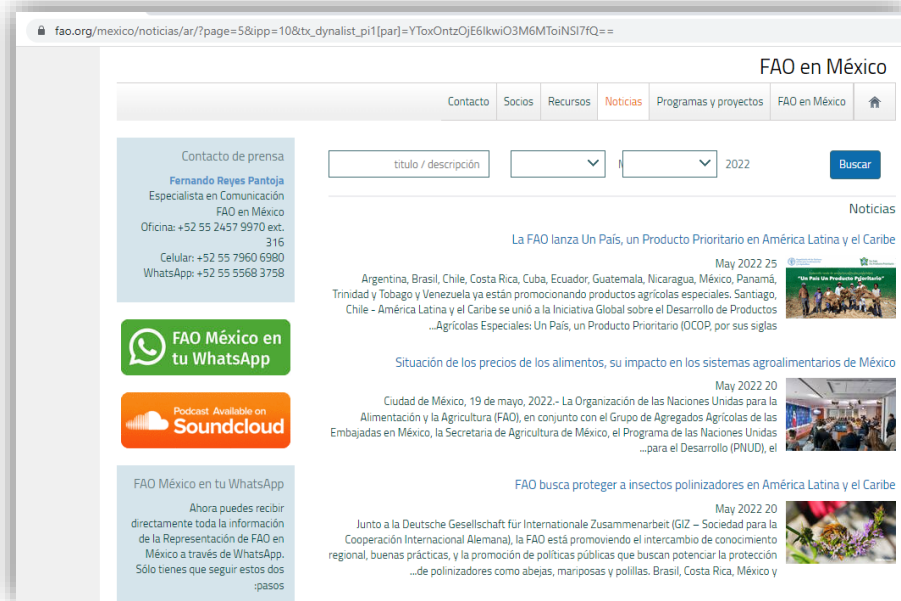 fao.org/mexico/noticias/ar/?page=5&ipp=10&tx_dynalist_pi1[par]=YToxOntzOjE6IkwiO3M6MToiNSI7fQ==
FAO en México
Contacto Socios Recursos Noticias Programas y proyectos FAO en México
Contacto de prensa
Fernando Reyes Pantoja
Especialista en Comunicación
FAO en México
Oficina: +52 55 2457 9970 ext.
316
Celular: +52 55 7960 6980
WhatsApp: +52 55 5568 3758
FAO México en
tu WhatsApp
Podcast Available on
Soundcloud
FAO México en tu WhatsApp
Ahora puedes recibir
directamente toda la información
de la Representación de FAO en
México a través de WhatsApp.
Sólo tienes que seguir estos dos
:pasos
titulo / descripción 2022 Buscar
Noticias
La FAO lanza Un País, un Producto Prioritario en América Latina y el Caribe
May 2022 25
Argentina, Brasil, Chile, Costa Rica, Cuba, Ecuador, Guatemala, Nicaragua, México, Panamá,
Trinidad y Tobago y Venezuela ya están promocionando productos agrícolas especiales. Santiago,
Chile - América Latina y el Caribe se unió a la Iniciativa Global sobre el Desarrollo de Productos
...Agrícolas Especiales: Un País, un Producto Prioritario (OCOP, por sus siglas
"Un País Un Producto Prioritario"
Situación de los precios de los alimentos, su impacto en los sistemas agroalimentarios de México
May 2022 20
Ciudad de México, 19 de mayo, 2022.- La Organización de las Naciones Unidas para la
Alimentación y la Agricultura (FAO), en conjunto con el Grupo de Agregados Agrícolas de las
Embajadas en México, la Secretaria de Agricultura de México, el Programa de las Naciones Unidas
...para el Desarrollo (PNUD), el
FAO busca proteger a insectos polinizadores en América Latina y el Caribe
May 2022 20
Junto a la Deutsche Gesellschaft für Internationale Zusammenarbeit (GIZ – Sociedad para la
Cooperación Internacional Alemana), la FAO está promoviendo el intercambio de conocimiento
regional, buenas prácticas, y la promoción de políticas públicas que buscan potenciar la protección
...de polinizadores como abejas, mariposas y polillas. Brasil, Costa Rica, México y